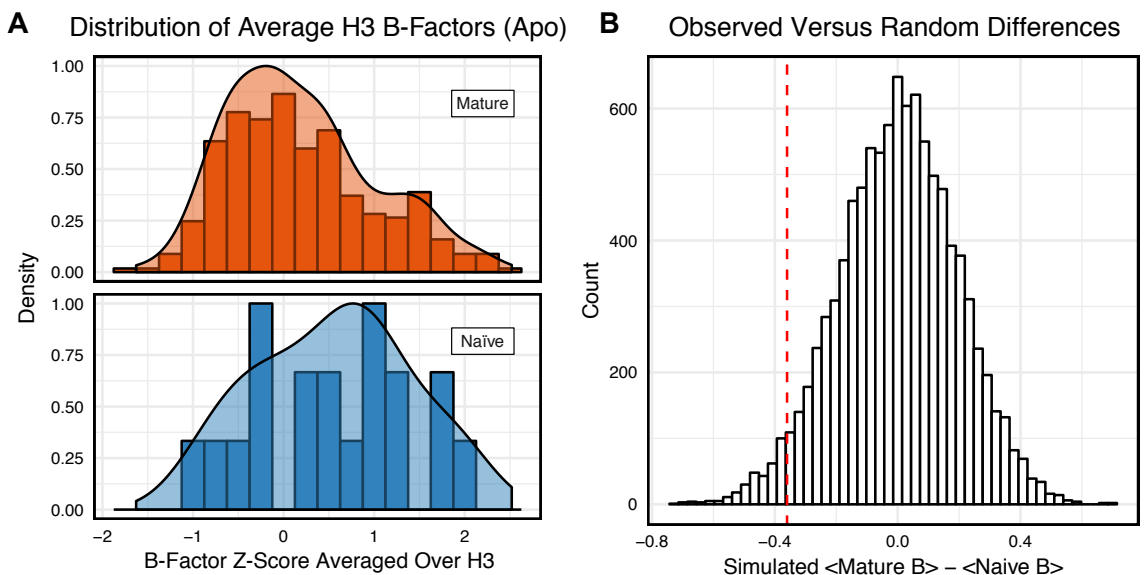 A
Distribution of Average H3 B-Factors (Apo)
Density
1.00
0.75
0.50
0.25
0.00
Mature
1.00
0.75
0.50
0.25
0.00
Naïve
−2
−1
0
1
2
B-Factor Z-Score Averaged Over H3
B
Observed Versus Random Differences
Count
600
400
200
0
−0.8
−0.4
0.0
0.4
Simulated <Mature B> − <Naive B>